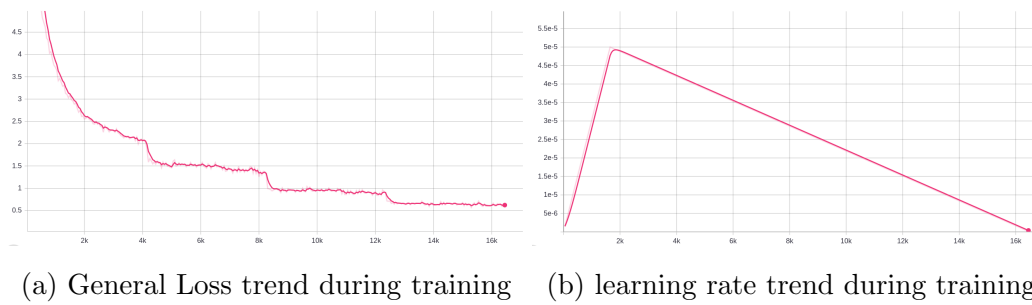 4.5
4
3.5
3
2.5
2
1.5
1
0.5
2k 4k 6k 8k 10k 12k 14k 16k
5.5e-5
5e-5
4.5e-5
4e-5
3.5e-5
3e-5
2.5e-5
2e-5
1.5e-5
1e-5
5e-6
2k 4k 6k 8k 10k 12k 14k 16k
(a) General Loss trend during training
(b) learning rate trend during training